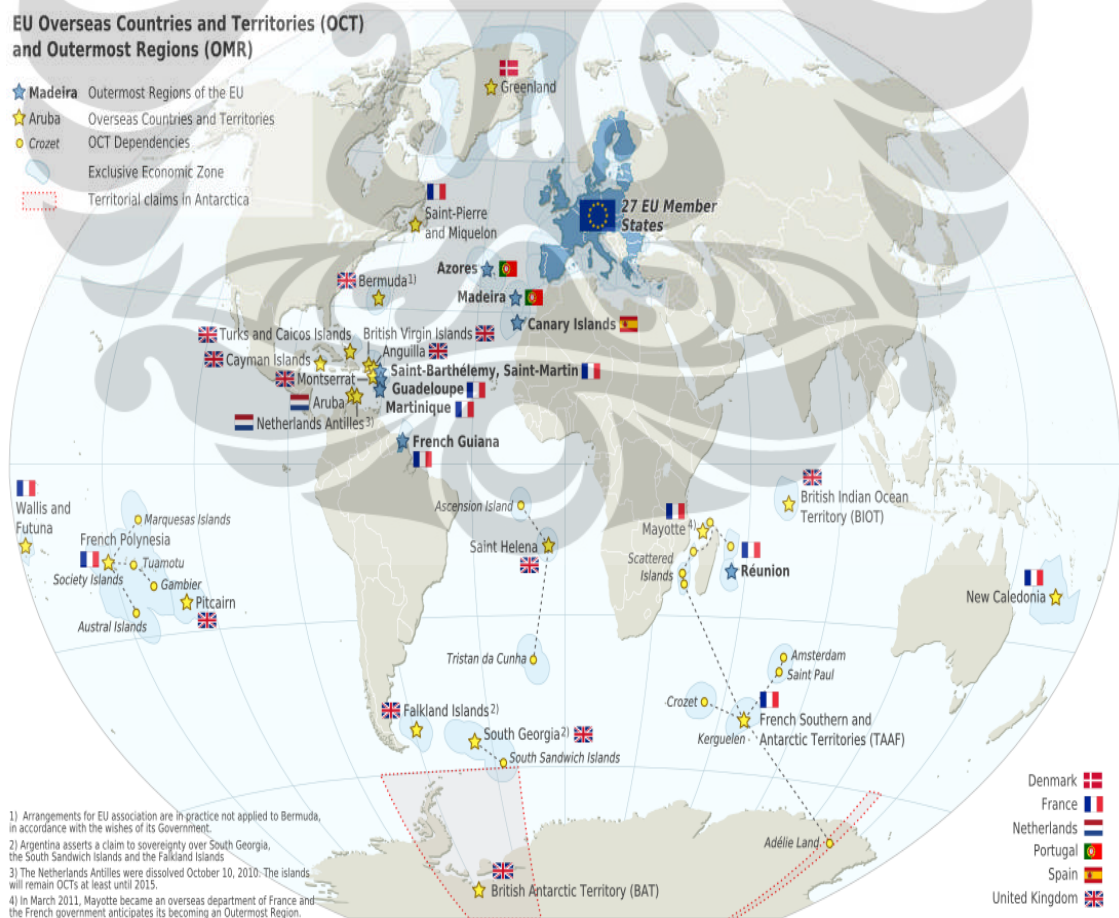 EU Overseas Countries and Territories (OCT)
and Outermost Regions (OMR)
Madeira Outermost Regions of the EU
Aruba Overseas Countries and Territories
Crozet OCT Dependencies
Exclusive Economic Zone
Territorial claims in Antarctica
Greenland
27 EU Member
States
Saint-Pierre
and Miquelon
Azores
Bermuda1)
Madeira
Canary Islands
Turks and Caicos Islands
British Virgin Islands
Cayman Islands
Anguilla
Saint-Barthélemy, Saint-Martin
Montserrat
Guadeloupe
Aruba
Martinique
Netherlands Antilles3)
French Guiana
Wallis and
Futuna
Marquesas Islands
French Polynesia
Society Islands
Tuamotu
Gambier
Pitcairn
Austral Islands
Ascension Island
Saint Helena
Tristan da Cunha
British Indian Ocean
Territory (BIOT)
Mayotte4)
Scattered
Islands
Réunion
New Caledonia
Amsterdam
Saint Paul
Crozet
Kerguelen
French Southern and
Antarctic Territories (TAAF)
Falkland Islands2)
South Georgia2)
South Sandwich Islands
Adélie Land
British Antarctic Territory (BAT)
Denmark
France
Netherlands
Portugal
Spain
United Kingdom
1) Arrangements for EU association are in practice not applied to Bermuda,
in accordance with the wishes of its Government.
2) Argentina asserts a claim to sovereignty over South Georgia,
the South Sandwich Islands and the Falkland Islands
3) The Netherlands Antilles were dissolved October 10, 2010. The islands
will remain OCTs at least until 2015.
4) In March 2011, Mayotte became an overseas department of France and
the French government anticipates its becoming an Outermost Region.